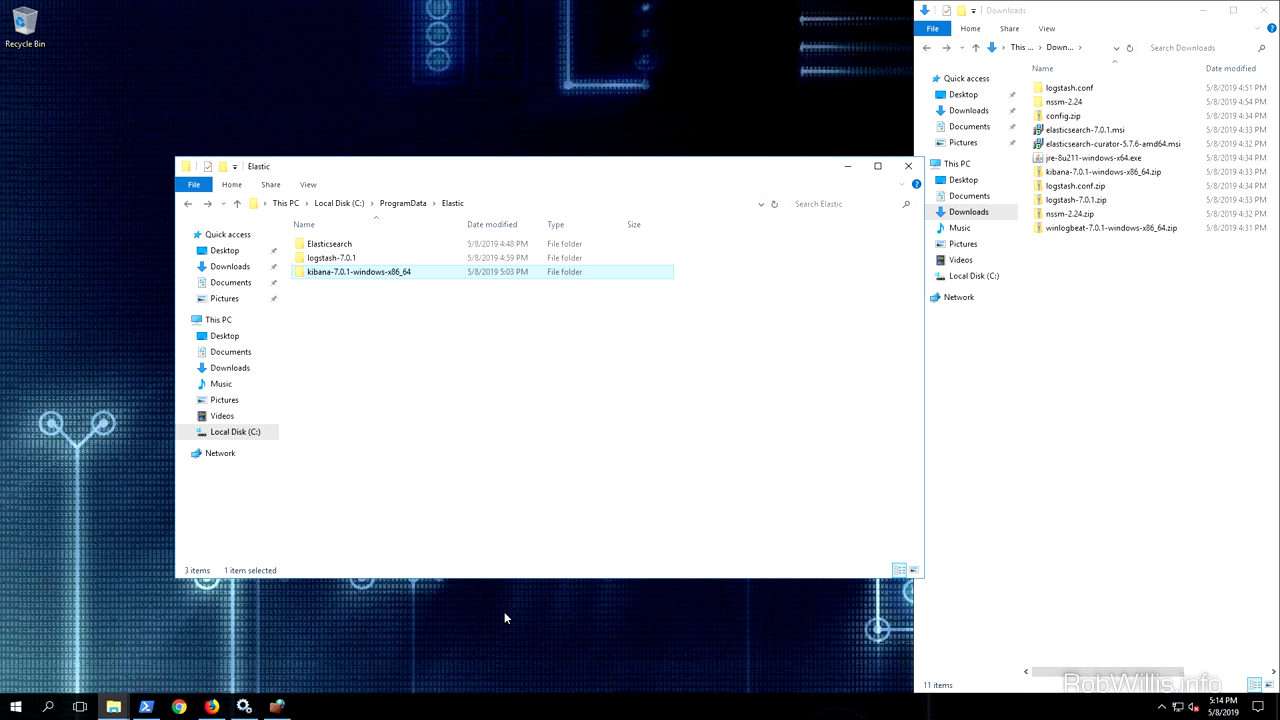 Recycle Bin
Downloads
File
Home
Share
View
This ...
Down...
Search Downloads
Name
Date modified
Quick access
Desktop
Downloads
Documents
Pictures
This PC
Desktop
Documents
Downloads
Music
Pictures
Videos
Local Disk (C:)
Network
logstash.conf 5/8/2019 4:51 PM
nssm-2.24 5/8/2019 4:54 PM
config.zip 5/8/2019 4:44 PM
elasticsearch-7.0.1.msi 5/8/2019 4:33 PM
elasticsearch-curator-5.7.6-amd64.msi 5/8/2019 4:33 PM
jre-8u211-windows-x64.exe 5/8/2019 4:34 PM
kibana-7.0.1-windows-x86_64.zip 5/8/2019 4:33 PM
logstash.conf.zip 5/8/2019 4:34 PM
logstash-7.0.1.zip 5/8/2019 4:33 PM
nssm-2.24.zip 5/8/2019 4:32 PM
winlogbeat-7.0.1-windows-x86_64.zip 5/8/2019 4:31 PM
11 items
Elastic
File
Home
Share
View
This PC
Local Disk (C:)
ProgramData
Elastic
Search Elastic
Name
Date modified
Type
Size
Quick access
Desktop
Downloads
Documents
Pictures
This PC
Desktop
Documents
Downloads
Music
Pictures
Videos
Local Disk (C:)
Network
Elasticsearch 5/8/2019 4:48 PM File folder
logstash-7.0.1 5/8/2019 4:59 PM File folder
kibana-7.0.1-windows-x86_64 5/8/2019 5:03 PM File folder
3 items
1 item selected
RobWillis.info
5:14 PM
5/8/2019